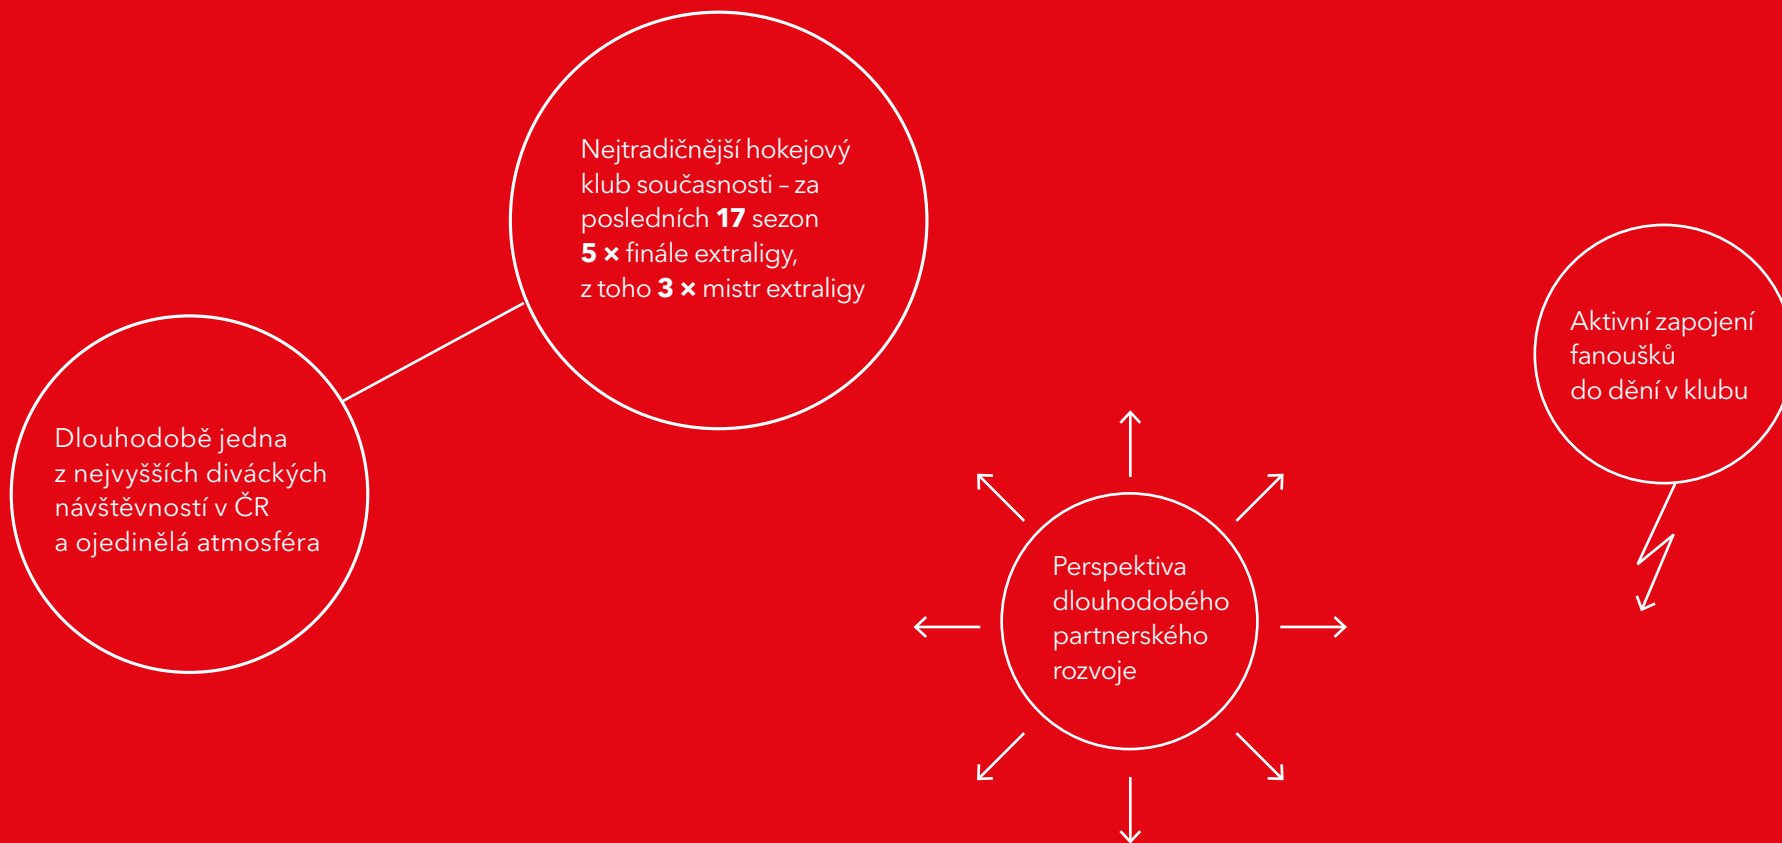 Nejtradičnější hokejový
klub současnosti – za
posledních 17 sezon
5 × finále extraligy,
z toho 3 × mistr extraligy
Dlouhodobě jedna
z nejvyšších diváckých
návštěvností v ČR
a ojedinělá atmosféra
Perspektiva
dlouhodobého
partnerského
rozvoje
Aktivní zapojení
fanoušků
do dění v klubu